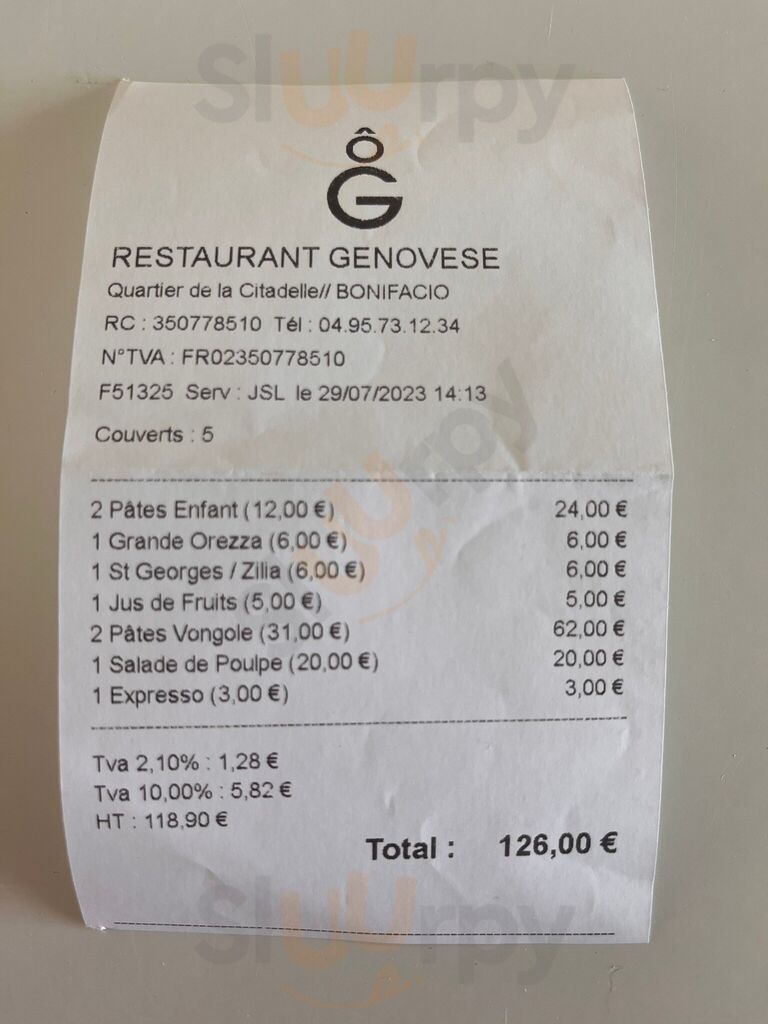 SluUrpy
Ô
G
RESTAURANT GENOVESE
Quartier de la Citadelle// BONIFACIO
RC : 350778510 Tél : 04.95.73.12.34
N°TVA : FR02350778510
F51325 Serv : JSL le 29/07/2023 14:13
Couverts : 5
2 Pâtes Enfant (12,00 €) 24,00 €
1 Grande Orezza (6,00 €) 6,00 €
1 St Georges / Zilia (6,00 €) 6,00 €
1 Jus de Fruits (5,00 €) 5,00 €
2 Pâtes Vongole (31,00 €) 62,00 €
1 Salade de Poulpe (20,00 €) 20,00 €
1 Expresso (3,00 €) 3,00 €
Tva 2,10% : 1,28 €
Tva 10,00% : 5,82 €
HT : 118,90 €
Total : 126,00 €
SluUrpy